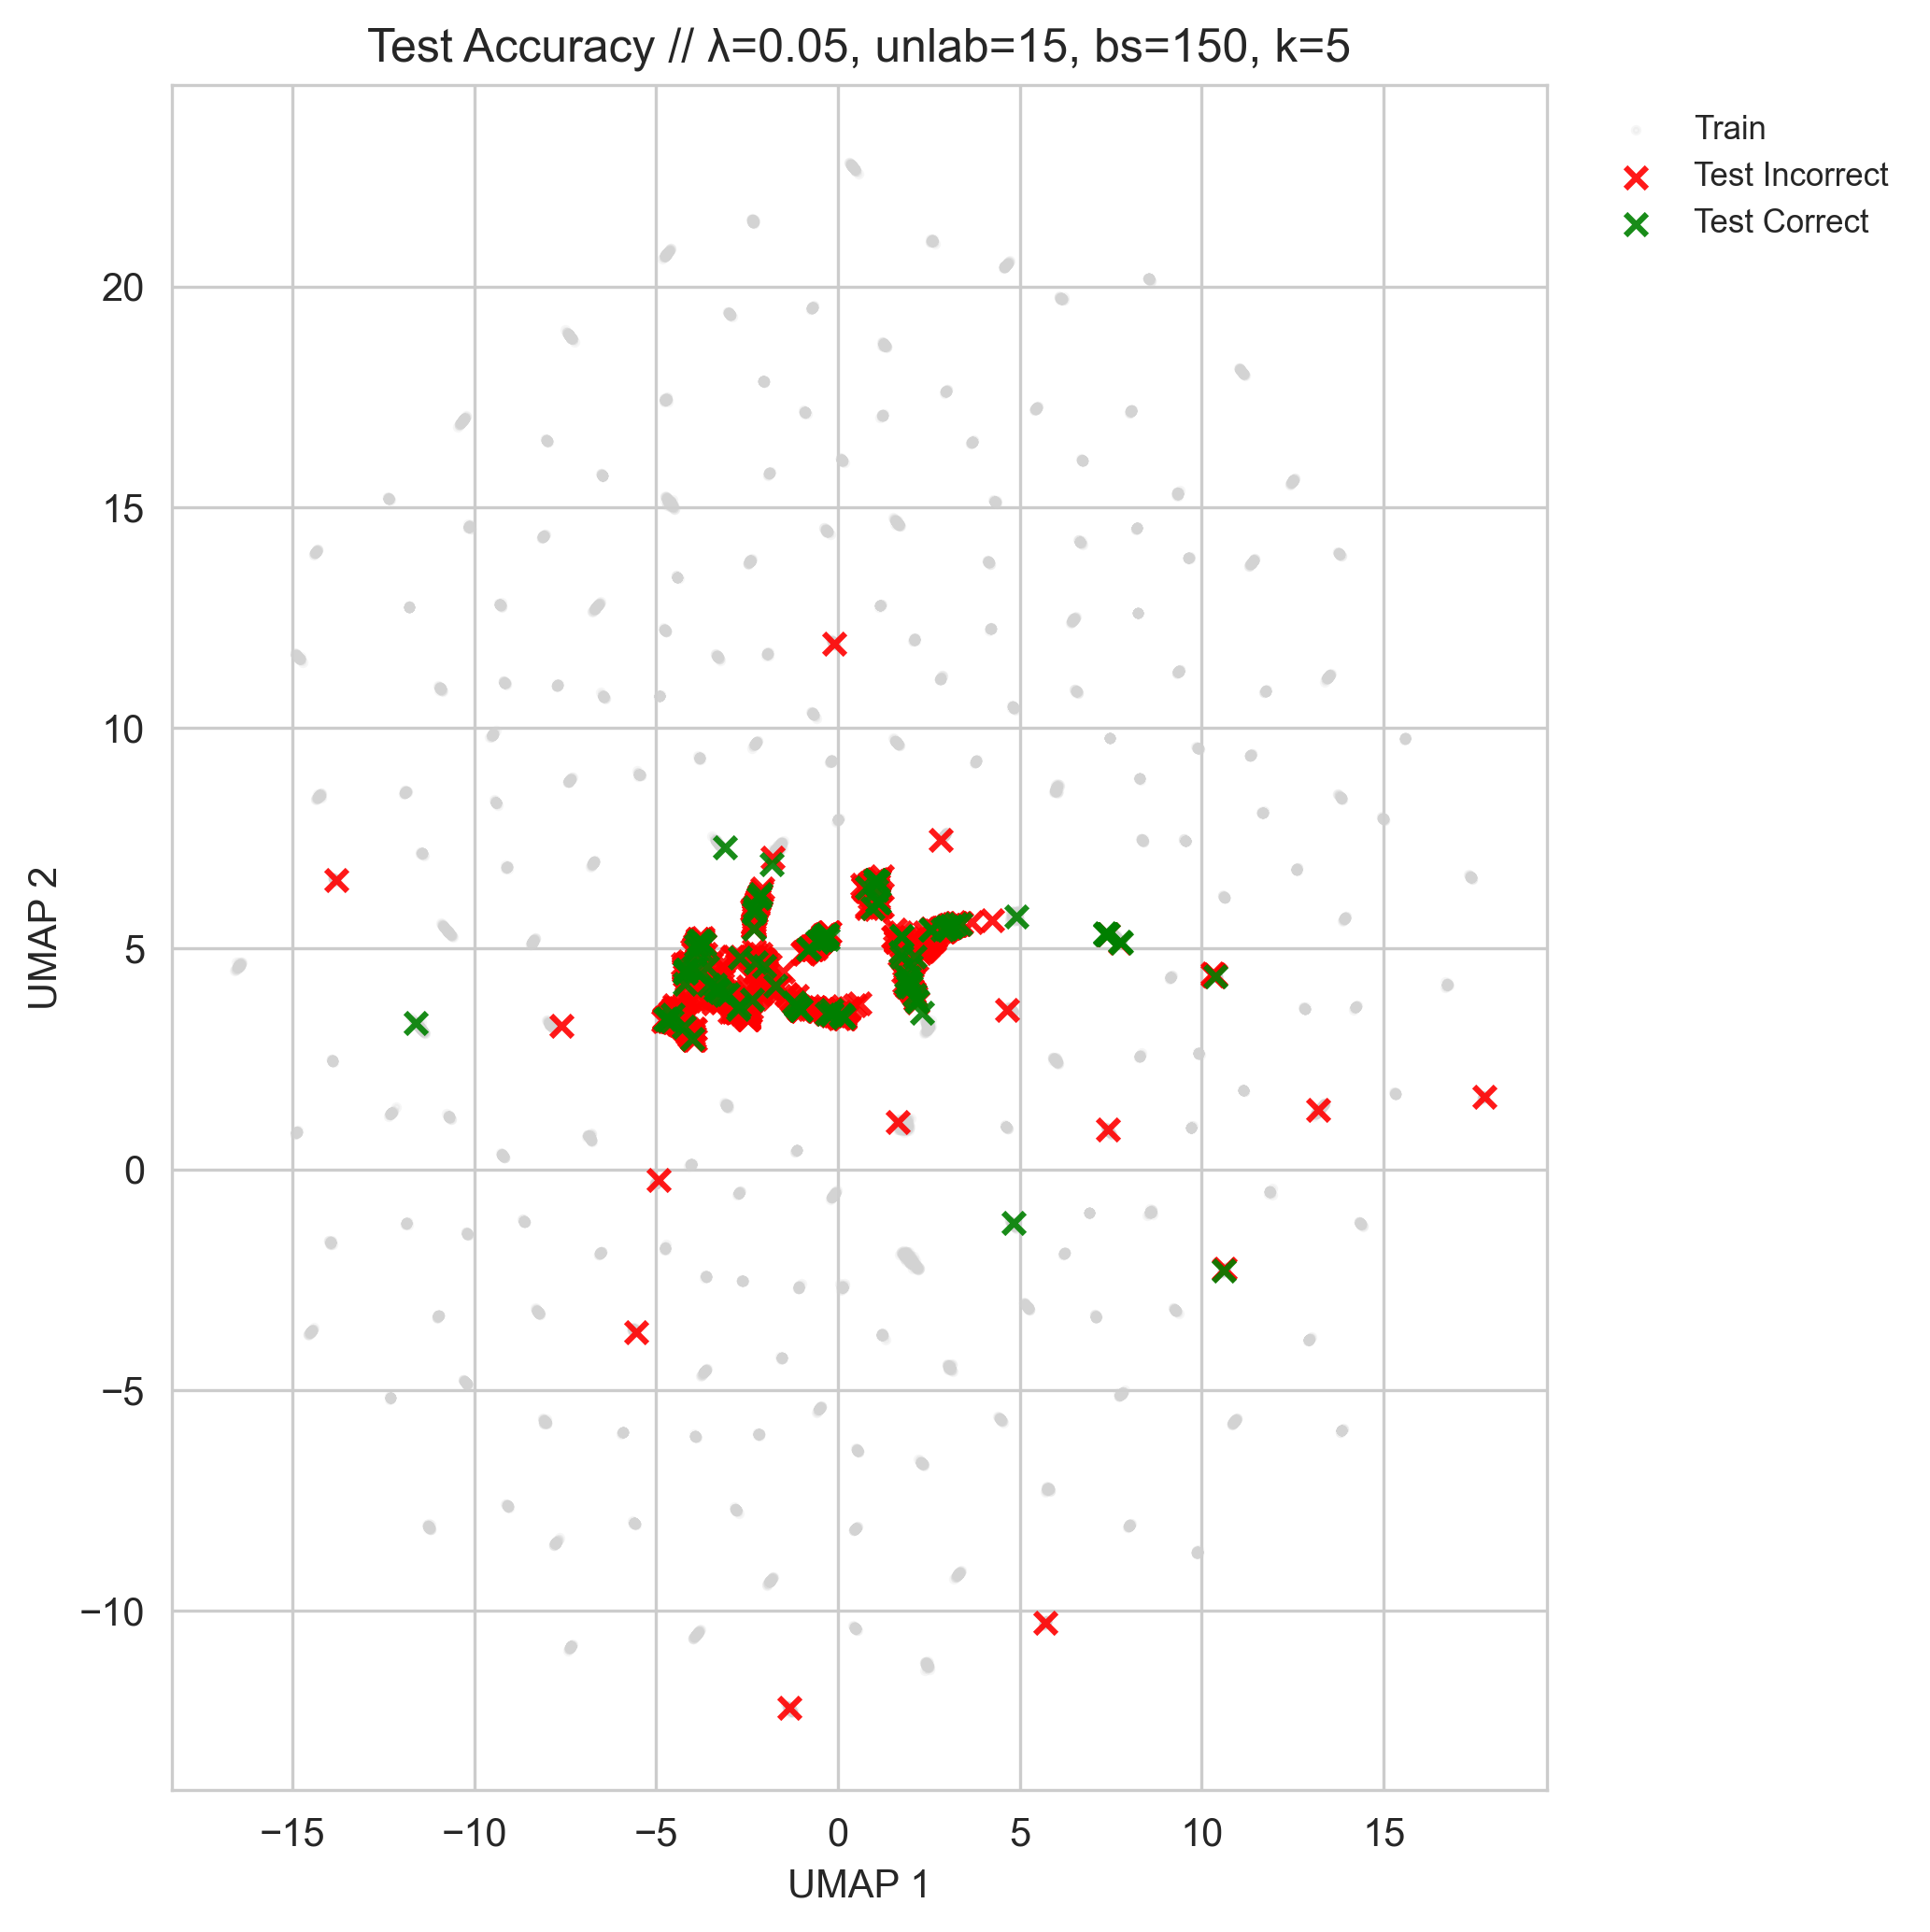 Test Accuracy // λ=0.05, unlab=15, bs=150, k=5
Train
Test Incorrect
Test Correct
20
15
10
5
0
−5
−10
UMAP 2
−15 −10 −5 0 5 10 15
UMAP 1